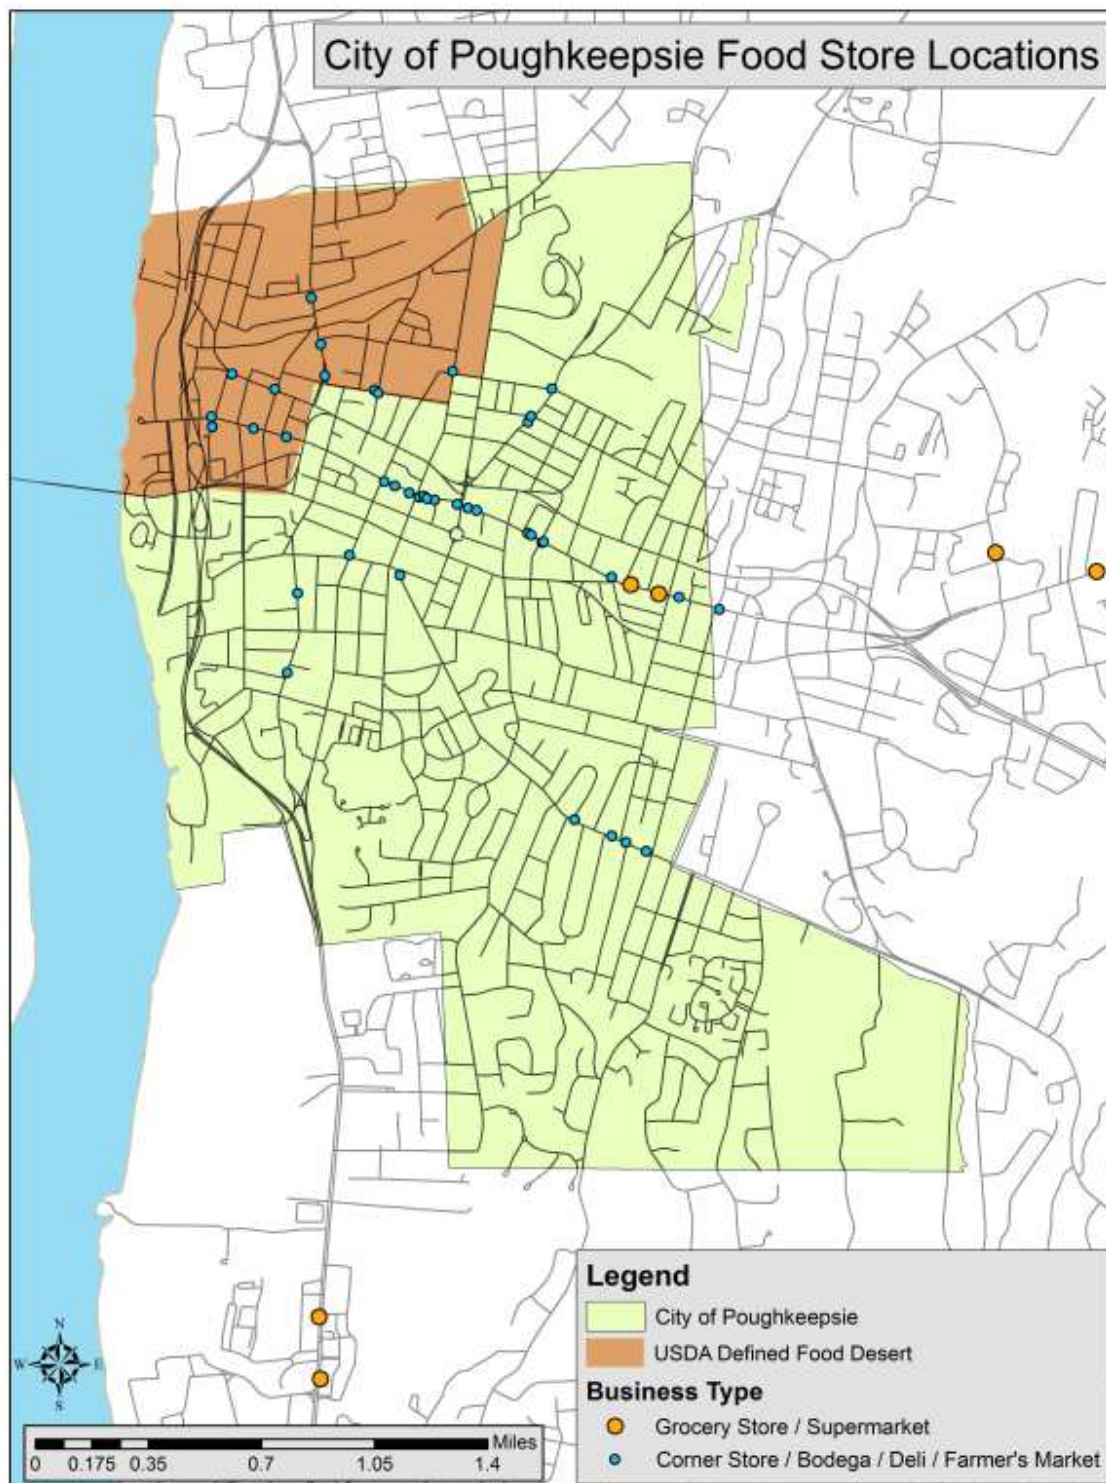 City of Poughkeepsie Food Store Locations
Legend
City of Poughkeepsie
USDA Defined Food Desert
Business Type
Grocery Store / Supermarket
Corner Store / Bodega / Deli / Farmer's Market
N
W E
S
Miles
0 0.175 0.35 0.7 1.05 1.4